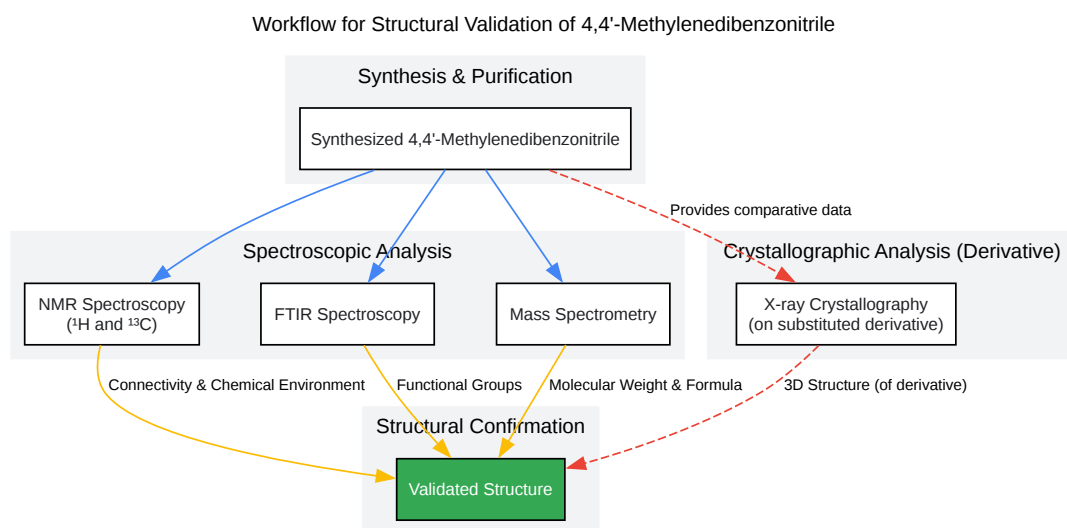 Workflow for Structural Validation of 4,4'-Methylenedibenzonitrile
Synthesis & Purification
Synthesized 4,4'-Methylenedibenzonitrile
Provides comparative data
Spectroscopic Analysis
Crystallographic Analysis (Derivative)
NMR Spectroscopy
(¹H and ¹³C)
FTIR Spectroscopy
Mass Spectrometry
X-ray Crystallography
(on substituted derivative)
Connectivity & Chemical Environment
Functional Groups
Molecular Weight & Formula
3D Structure (of derivative)
Structural Confirmation
Validated Structure